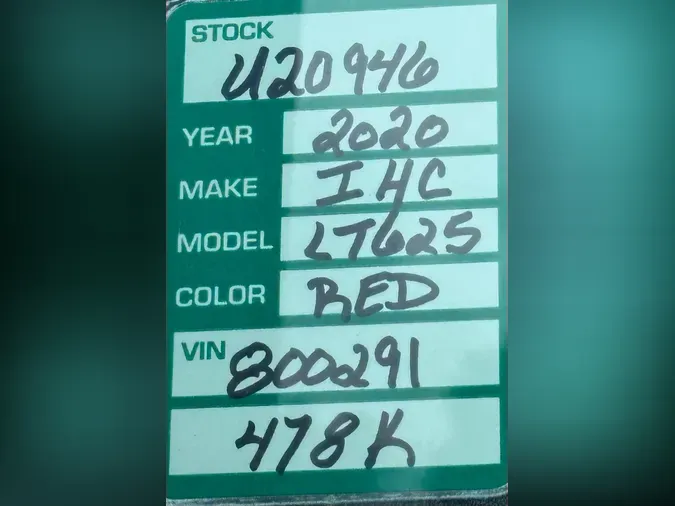 STOCK
U20946
YEAR 2020
MAKE IHC
MODEL LT625
COLOR RED
VIN 800291
478K